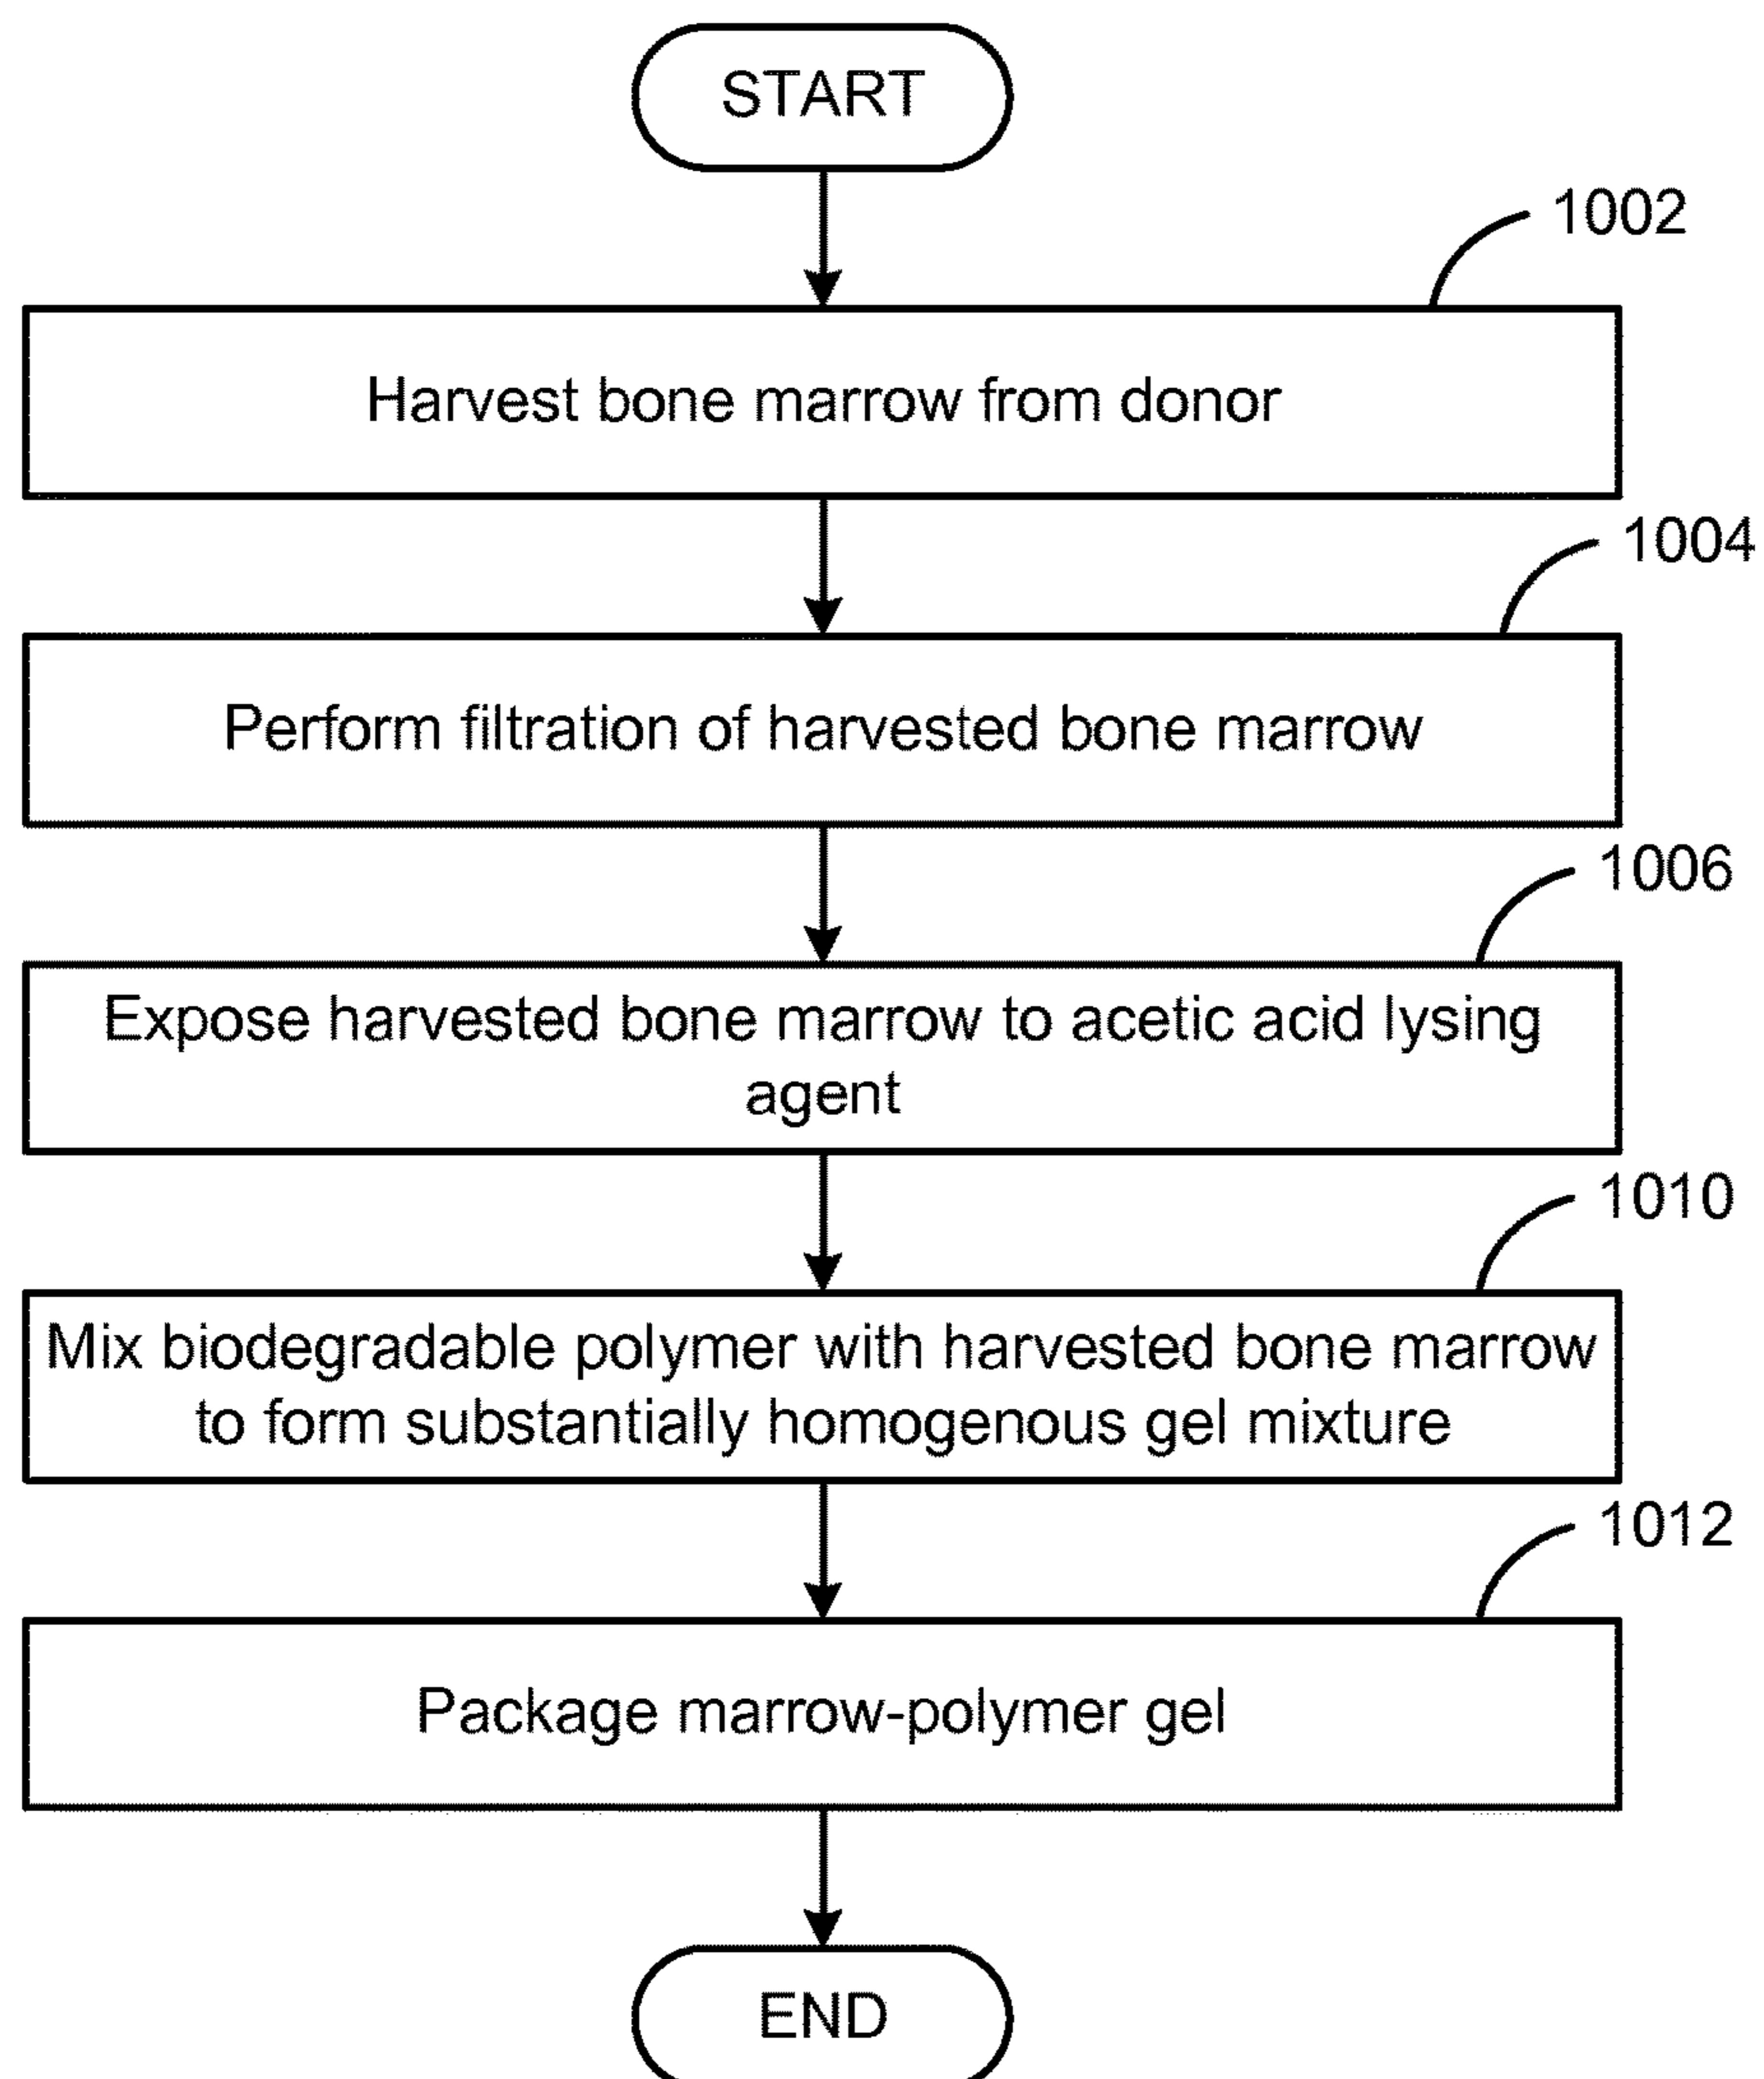 START
1002
Harvest bone marrow from donor
1004
Perform filtration of harvested bone marrow
1006
Expose harvested bone marrow to acetic acid lysing
agent
1010
Mix biodegradable polymer with harvested bone marrow
to form substantially homogenous gel mixture
1012
Package marrow-polymer gel
END